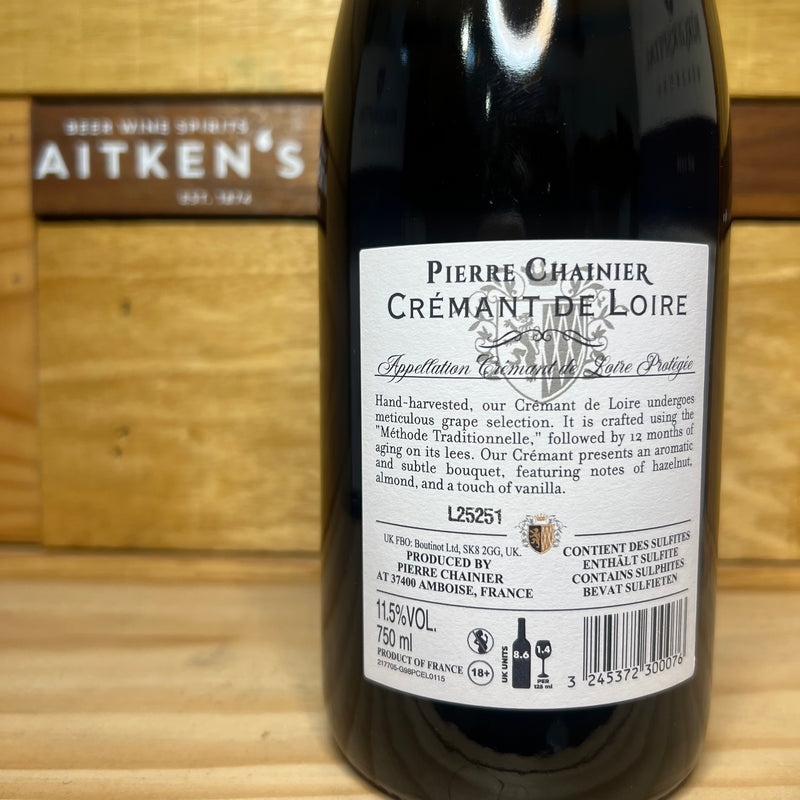 BEER WINE SPIRITS
AITKEN'S
EST. 1874
PIERRE CHAINIER
CRÉMANT DE LOIRE
Appellation Crémant de Loire Protégée
Hand-harvested, our Crémant de Loire undergoes
meticulous grape selection. It is crafted using the
"Méthode Traditionnelle," followed by 12 months of
aging on its lees. Our Crémant presents an aromatic
and subtle bouquet, featuring notes of hazelnut,
almond, and a touch of vanilla.
L25251
UK FBO: Boutinot Ltd, SK8 2GG, UK.
PRODUCED BY
PIERRE CHAINIER
AT 37400 AMBOISE, FRANCE
CONTIENT DES SULFITES
ENTHÄLT SULFITE
CONTAINS SULPHITES
BEVAT SULFIETEN
11.5%VOL.
750 ml
PRODUCT OF FRANCE
217705-G98PCEL0115
18+
UK UNITS
8.6
1.4
PER
125 ml
3 245372 300076